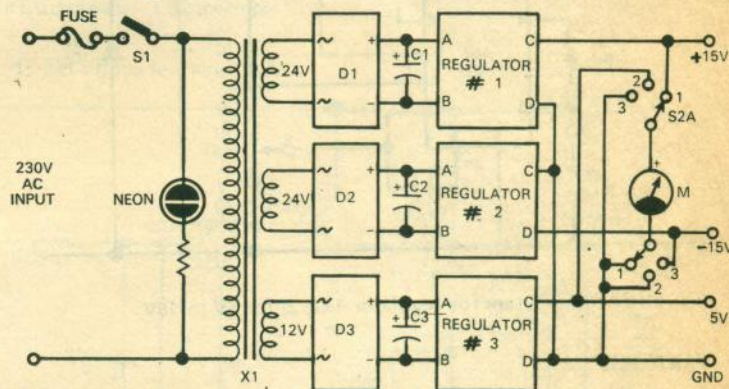 FUSE
S1
230V
AC
INPUT
NEON
X1
24V
24V
12V
~
~
D1
+
−
~
~
D2
+
−
~
~
D3
+
−
+
C1
+
C2
+
C3
A
B
C
D
REGULATOR
# 1
A
B
C
D
REGULATOR
# 2
A
B
C
D
REGULATOR
# 3
2
3
1
S2A
+
M
1
2
3
+15V
−15V
5V
GND